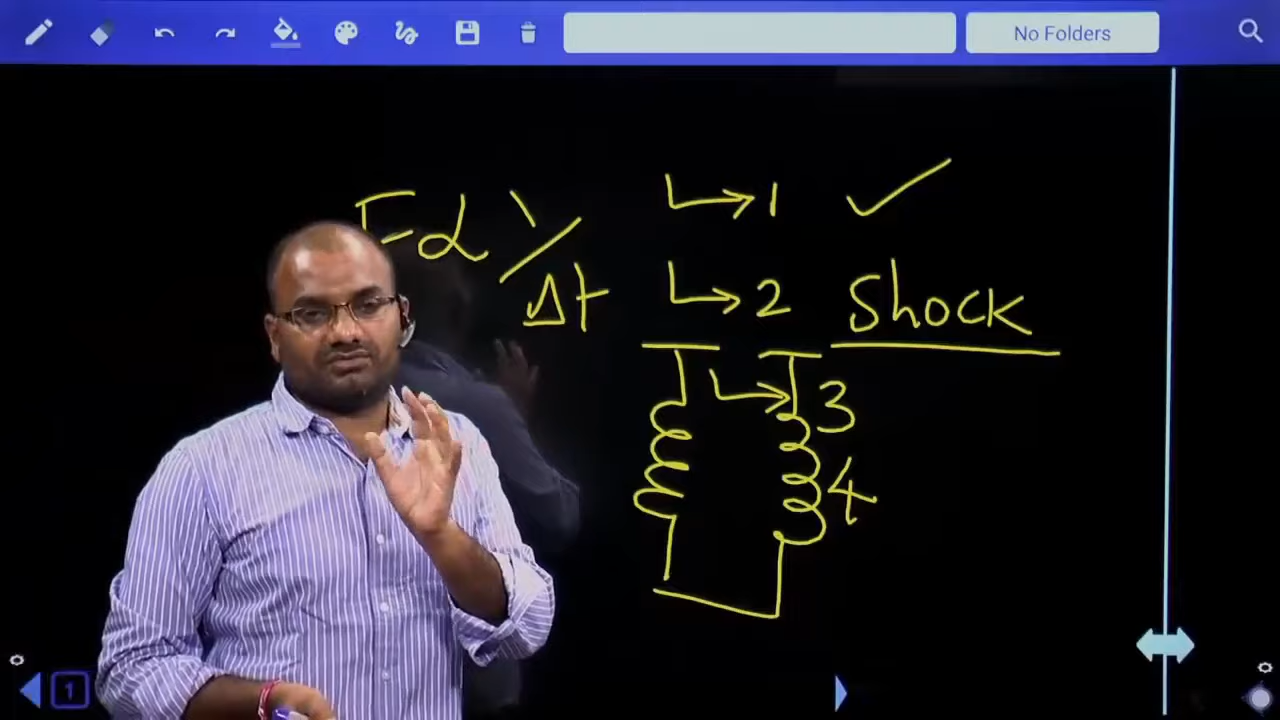 No Folders
F α 1/Δt
↳ 1 ✓
↳ 2 Shock
↳ 3
4
1